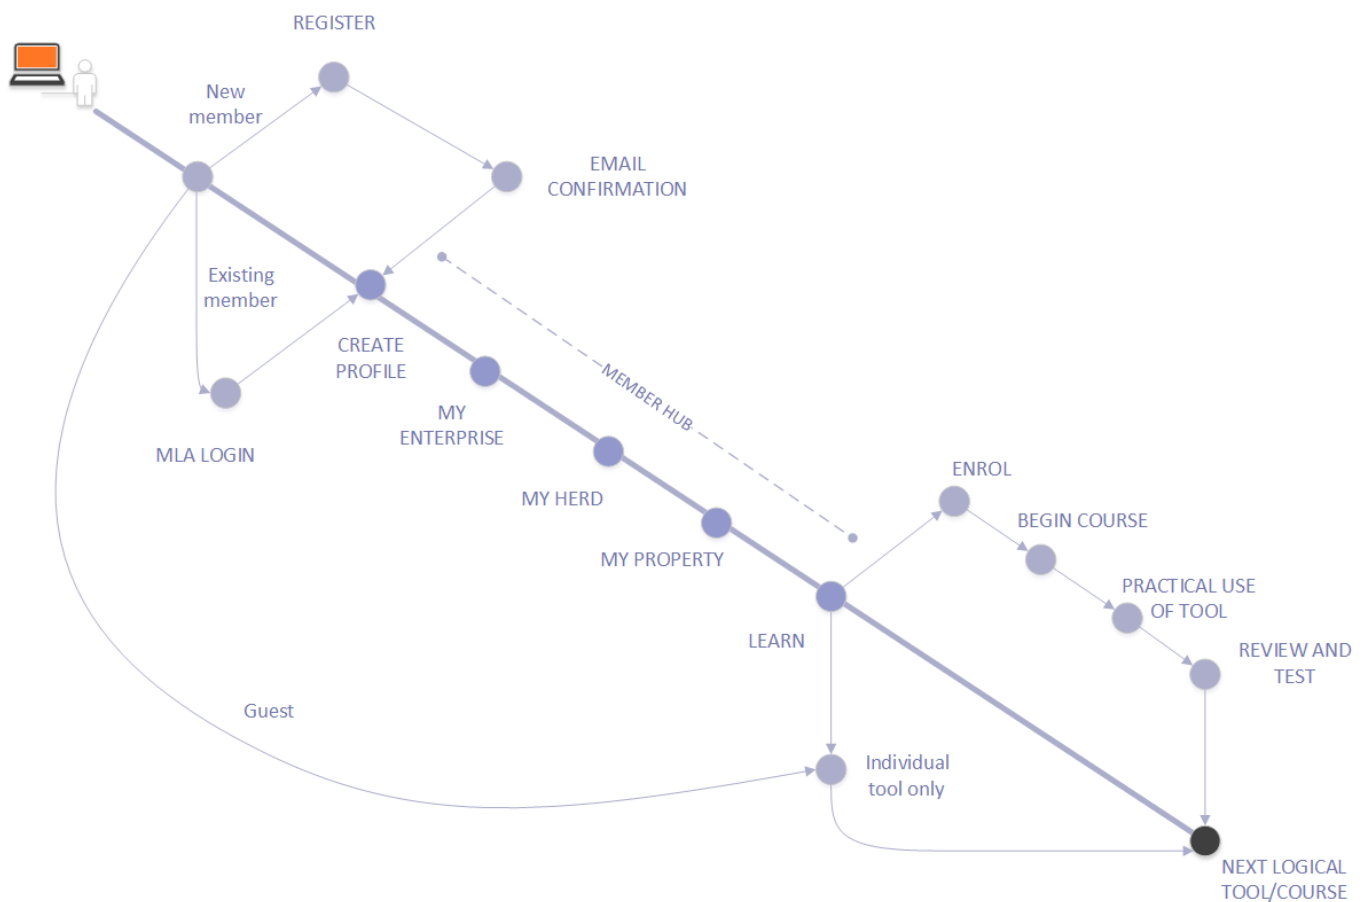 REGISTER
New
member
EMAIL
CONFIRMATION
Existing
member
CREATE
PROFILE
MEMBER HUB
MY
ENTERPRISE
MLA LOGIN
ENROL
MY HERD
BEGIN COURSE
MY PROPERTY
PRACTICAL USE
OF TOOL
LEARN
REVIEW AND
TEST
Guest
Individual
tool only
NEXT LOGICAL
TOOL/COURSE